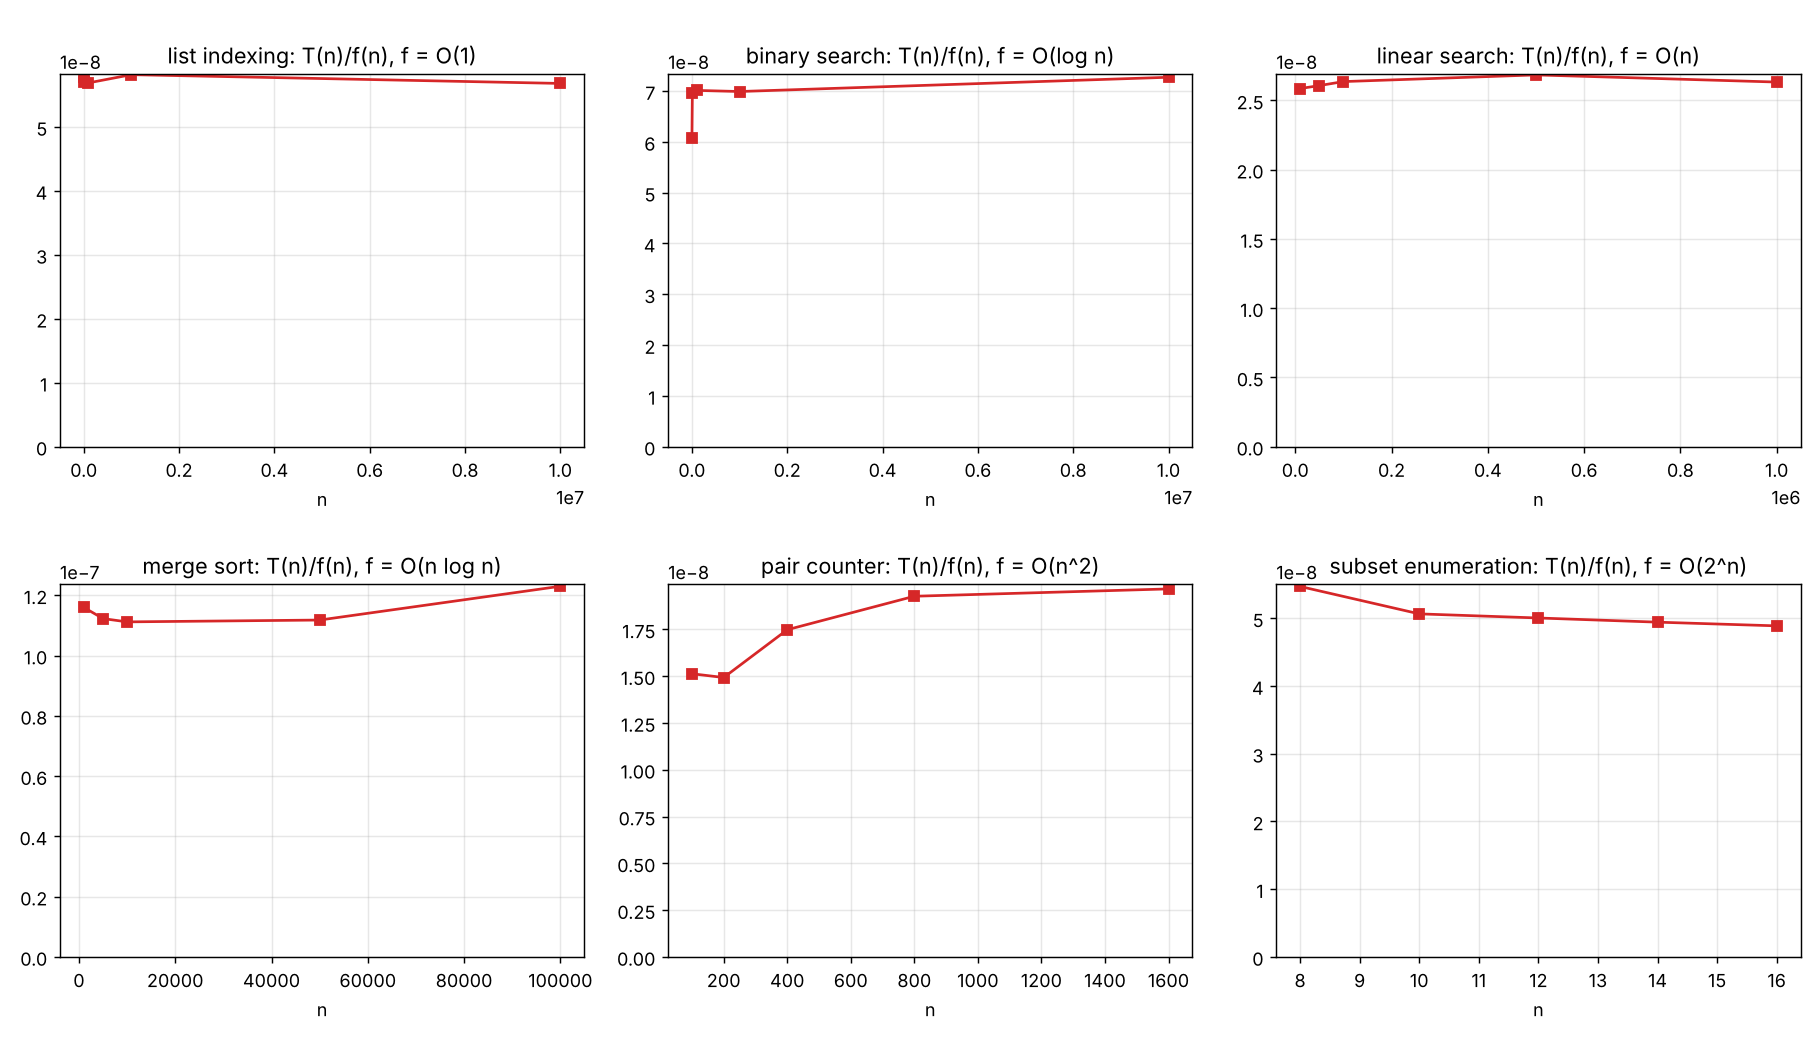 list indexing: T(n)/f(n), f = O(1)
1e−8
5
4
3
2
1
0
0.0 0.2 0.4 0.6 0.8 1.0
1e7
n
binary search: T(n)/f(n), f = O(log n)
1e−8
7
6
5
4
3
2
1
0
0.0 0.2 0.4 0.6 0.8 1.0
1e7
n
linear search: T(n)/f(n), f = O(n)
1e−8
2.5
2.0
1.5
1.0
0.5
0.0
0.0 0.2 0.4 0.6 0.8 1.0
1e6
n
merge sort: T(n)/f(n), f = O(n log n)
1e−7
1.2
1.0
0.8
0.6
0.4
0.2
0.0
0 20000 40000 60000 80000 100000
n
pair counter: T(n)/f(n), f = O(n^2)
1e−8
1.75
1.50
1.25
1.00
0.75
0.50
0.25
0.00
200 400 600 800 1000 1200 1400 1600
n
subset enumeration: T(n)/f(n), f = O(2^n)
1e−8
5
4
3
2
1
0
8 9 10 11 12 13 14 15 16
n